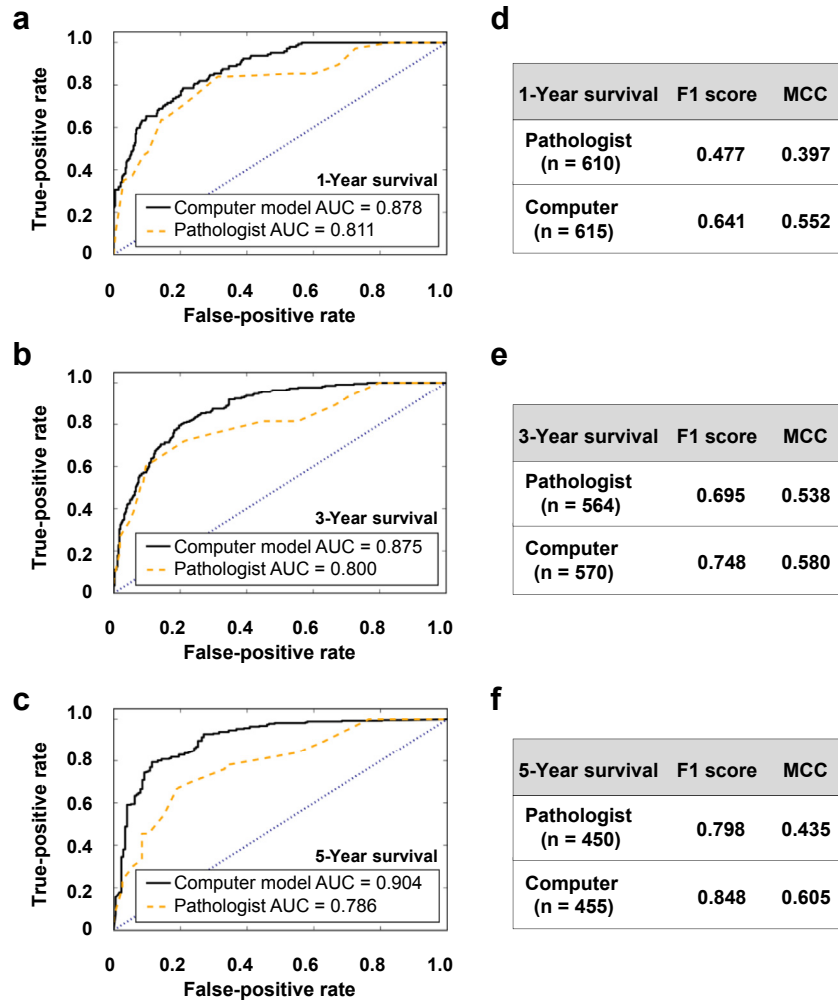 a
True-positive rate
1.0
0.8
0.6
0.4
0.2
0
1-Year survival
Computer model AUC = 0.878
Pathologist AUC = 0.811
0 0.2 0.4 0.6 0.8 1.0
False-positive rate
d
1-Year survival F1 score MCC
Pathologist
(n = 610) 0.477 0.397
Computer
(n = 615) 0.641 0.552
b
True-positive rate
1.0
0.8
0.6
0.4
0.2
0
3-Year survival
Computer model AUC = 0.875
Pathologist AUC = 0.800
0 0.2 0.4 0.6 0.8 1.0
False-positive rate
e
3-Year survival F1 score MCC
Pathologist
(n = 564) 0.695 0.538
Computer
(n = 570) 0.748 0.580
c
True-positive rate
1.0
0.8
0.6
0.4
0.2
0
5-Year survival
Computer model AUC = 0.904
Pathologist AUC = 0.786
0 0.2 0.4 0.6 0.8 1.0
False-positive rate
f
5-Year survival F1 score MCC
Pathologist
(n = 450) 0.798 0.435
Computer
(n = 455) 0.848 0.605